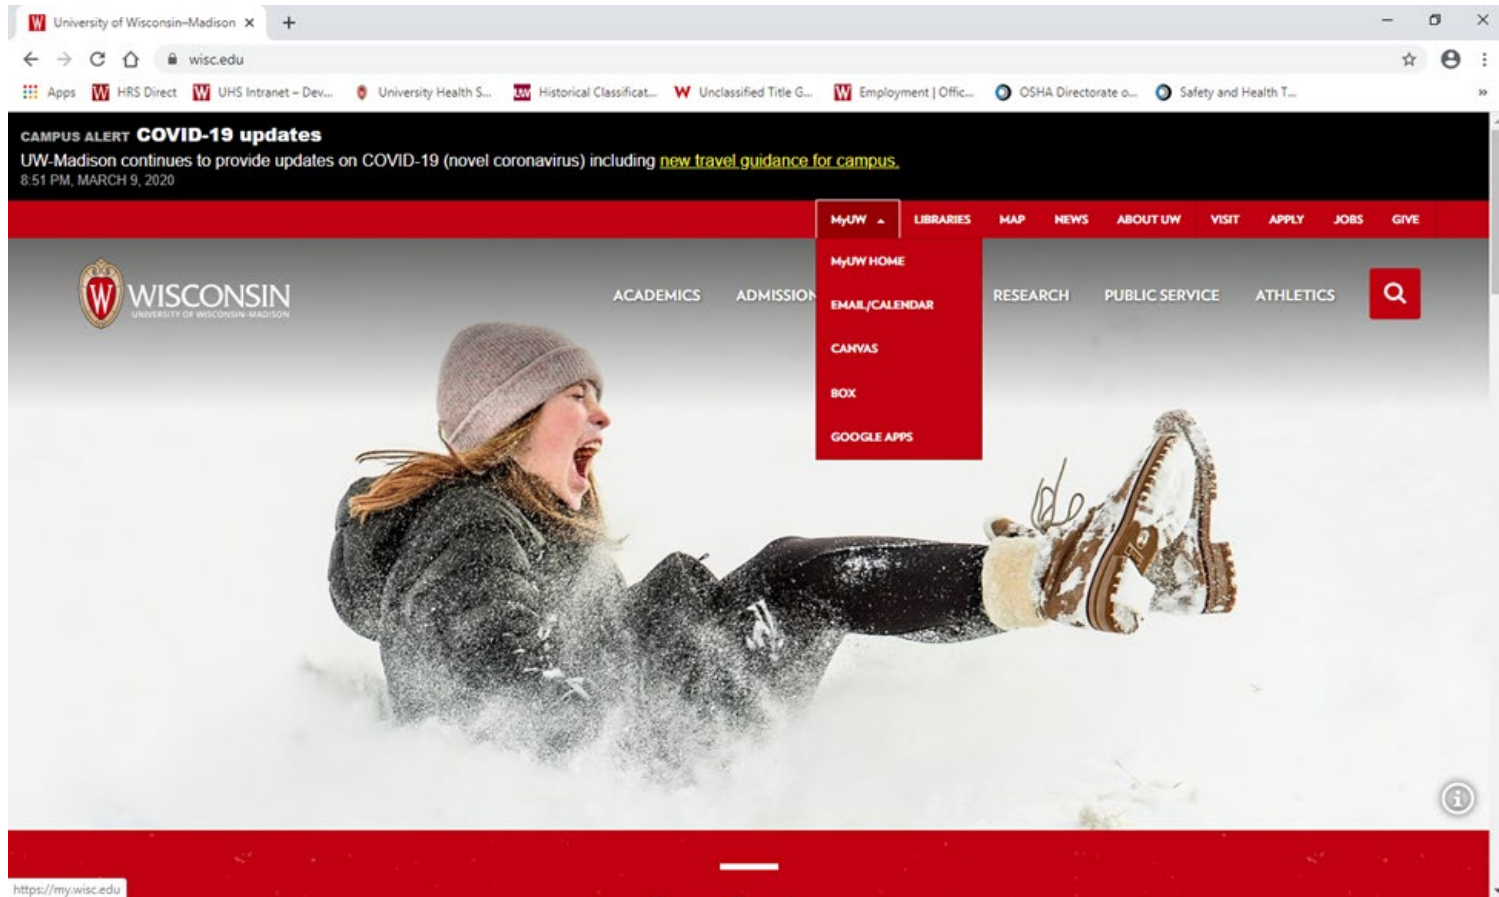 University of Wisconsin–Madison
wisc.edu
Apps HRS Direct UHS Intranet – Dev... University Health S... Historical Classificat... Unclassified Title G... Employment | Offic... OSHA Directorate o... Safety and Health T...
CAMPUS ALERT COVID-19 updates
UW-Madison continues to provide updates on COVID-19 (novel coronavirus) including new travel guidance for campus.
8:51 PM, MARCH 9, 2020
MyUW LIBRARIES MAP NEWS ABOUT UW VISIT APPLY JOBS GIVE
MyUW HOME
W WISCONSIN
UNIVERSITY OF WISCONSIN-MADISON
ACADEMICS ADMISSION RESEARCH PUBLIC SERVICE ATHLETICS
EMAIL/CALENDAR
CANVAS
BOX
GOOGLE APPS
https://my.wisc.edu